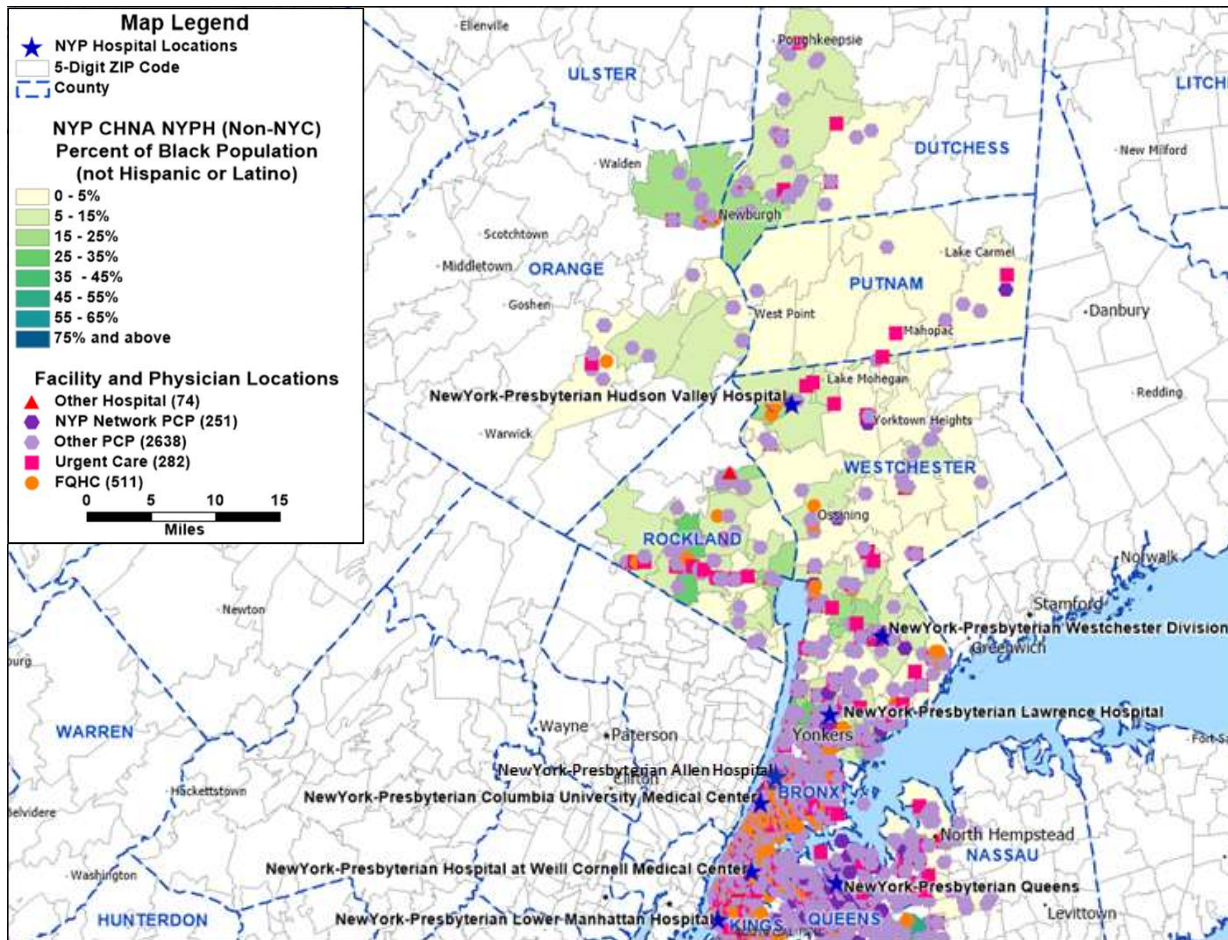 Map Legend
NYP Hospital Locations
5-Digit ZIP Code
County
NYP CHNA NYPH (Non-NYC)
Percent of Black Population
(not Hispanic or Latino)
0 - 5%
5 - 15%
15 - 25%
25 - 35%
35 - 45%
45 - 55%
55 - 65%
75% and above
Facility and Physician Locations
Other Hospital (74)
NYP Network PCP (251)
Other PCP (2638)
Urgent Care (282)
FQHC (511)
0 5 10 15
Miles
Ellenville
Poughkeepsie
ULSTER
LITCH
New Milford
DUTCHESS
Walden
Newburgh
Scotchtown
Middletown
ORANGE
Lake Carmel
PUTNAM
Goshen
West Point
Danbury
Mahopac
Lake Mohegan
NewYork-Presbyterian Hudson Valley Hospital
Redding
Yorktown Heights
Warwick
WESTCHESTER
Ossining
ROCKLAND
Norwalk
Newton
Stamford
NewYork-Presbyterian Westchester Division
Greenwich
burg
NewYork-Presbyterian Lawrence Hospital
WARREN
Wayne
Paterson
Yonkers
Fort Sa
NewYork-Presbyterian Allen Hospital
Clifton
Hackettstown
BRONX
NewYork-Presbyterian Columbia University Medical Center
Belvidere
North Hempstead
NASSAU
NewYork-Presbyterian Hospital at Weill Cornell Medical Center
Washington
NewYork-Presbyterian Queens
Levittown
HUNTERDON
NewYork-Presbyterian Lower Manhattan Hospital
KINGS
QUEENS